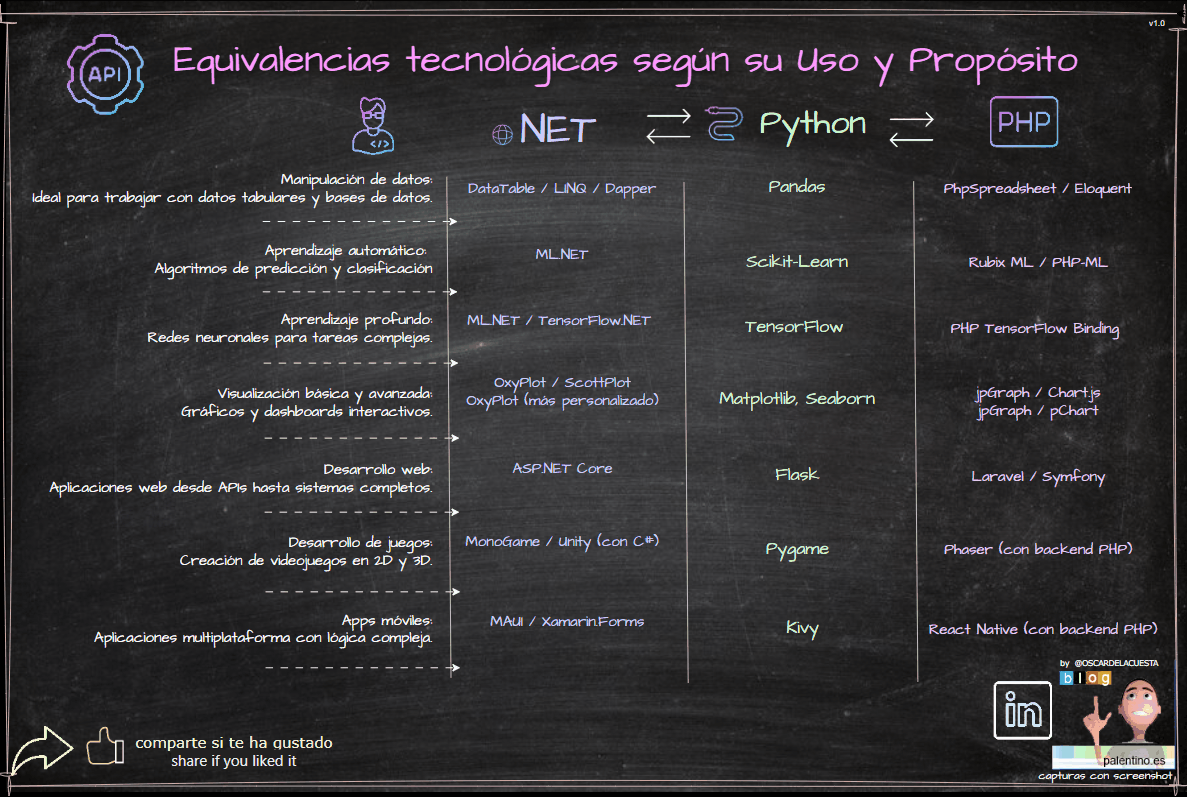 v1.0
API
Equivalencias tecnológicas según su Uso y Propósito
</>
NET
Python
PHP
Manipulación de datos:
Ideal para trabajar con datos tabulares y bases de datos.
DataTable / LINQ / Dapper
Pandas
PhpSpreadsheet / Eloquent
Aprendizaje automático:
Algoritmos de predicción y clasificación
ML.NET
Scikit-Learn
Rubix ML / PHP-ML
Aprendizaje profundo:
Redes neuronales para tareas complejas.
ML.NET / TensorFlow.NET
TensorFlow
PHP TensorFlow Binding
Visualización básica y avanzada:
Gráficos y dashboards interactivos.
OxyPlot / ScottPlot
OxyPlot (más personalizado)
Matplotlib, Seaborn
jpGraph / Chart.js
jpGraph / pChart
Desarrollo web:
Aplicaciones web desde APIs hasta sistemas completos.
ASP.NET Core
Flask
Laravel / Symfony
Desarrollo de juegos:
Creación de videojuegos en 2D y 3D.
MonoGame / Unity (con C#)
Pygame
Phaser (con backend PHP)
Apps móviles:
Aplicaciones multiplataforma con lógica compleja.
MAUI / Xamarin.Forms
Kivy
React Native (con backend PHP)
by @OSCARDELACUESTA
blog
in
palentino.es
capturas con screenshot
comparte si te ha gustado
share if you liked it